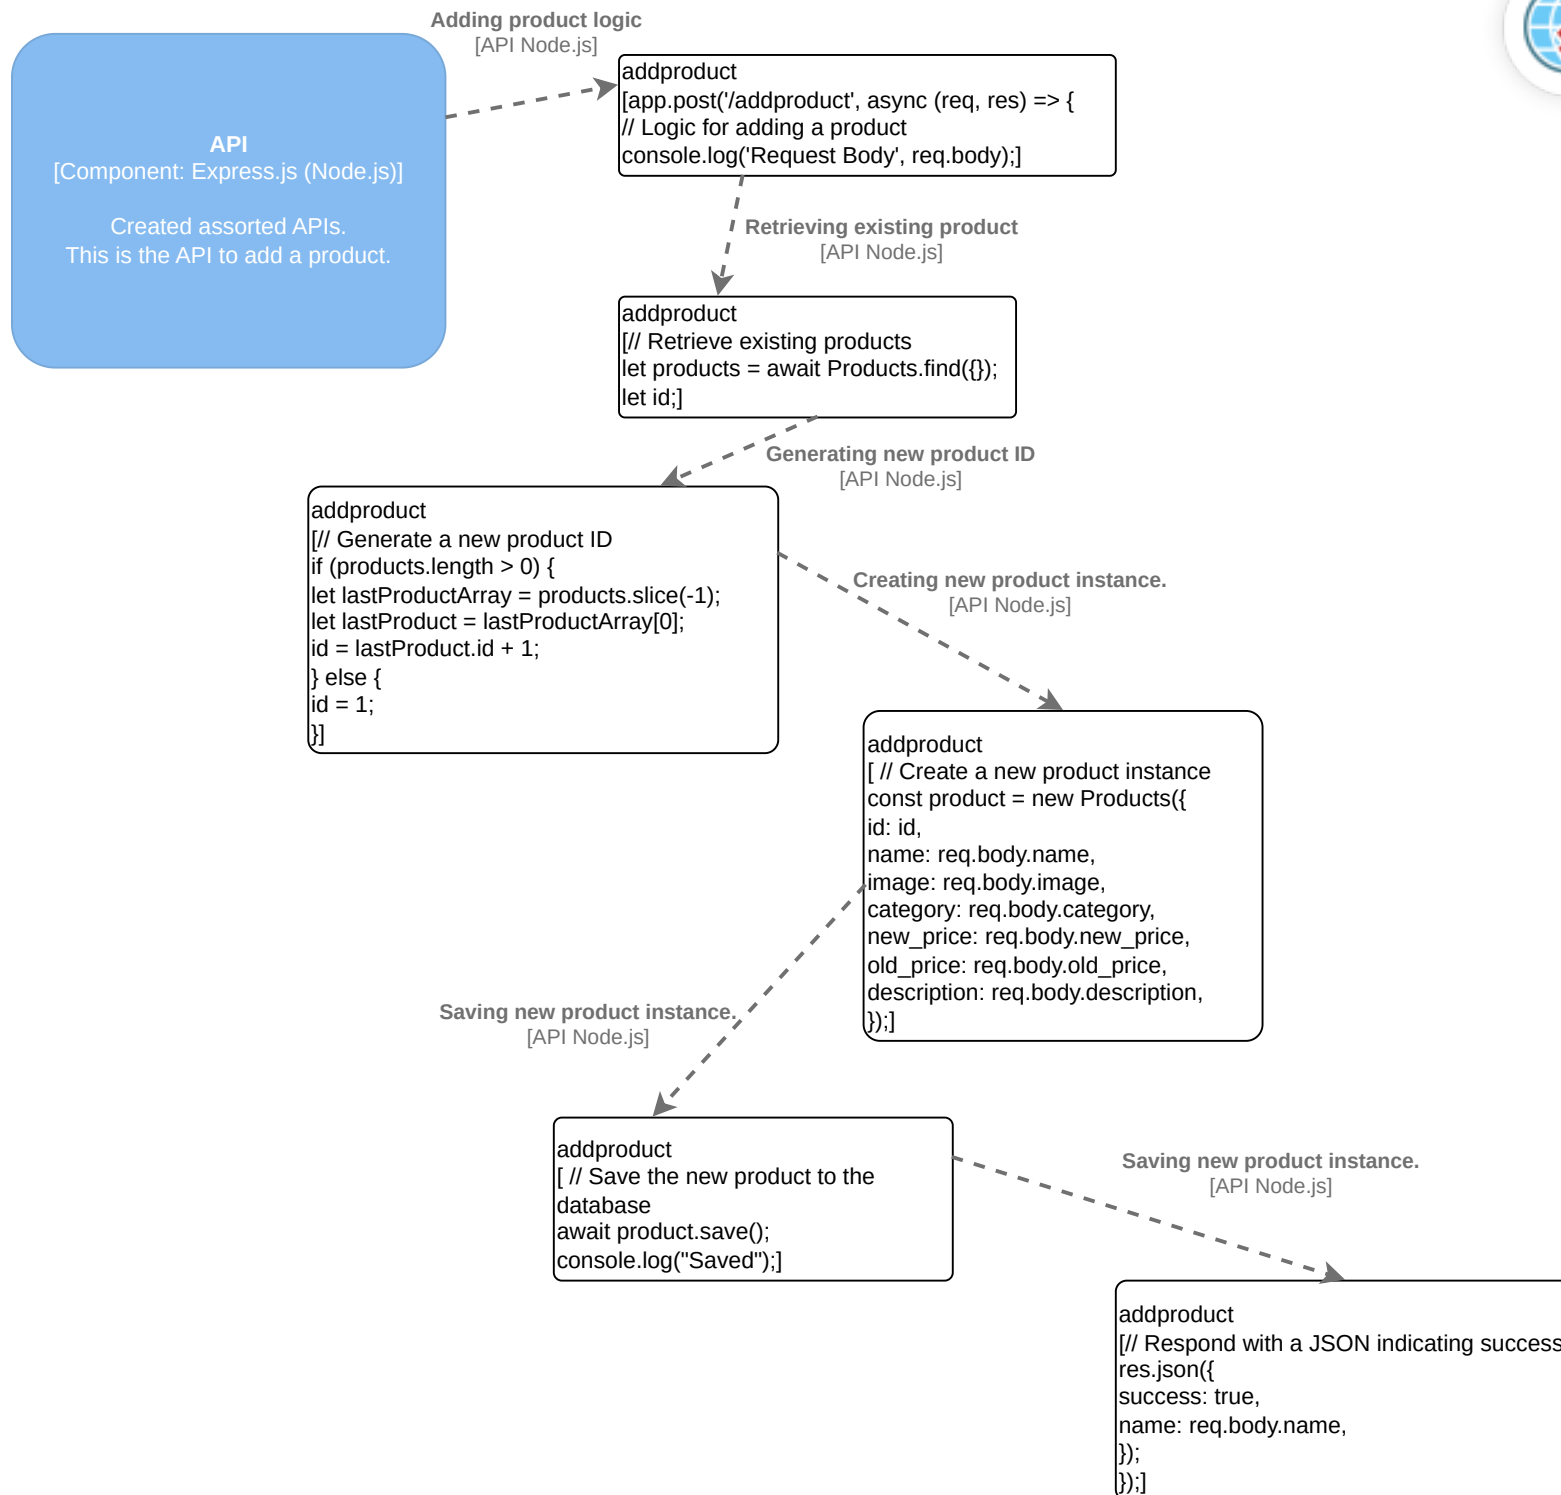 Adding product logic
[API Node.js]
API
[Component: Express.js (Node.js)]
Created assorted APIs.
This is the API to add a product.
addproduct
[app.post('/addproduct', async (req, res) => {
// Logic for adding a product
console.log('Request Body', req.body);]
Retrieving existing product
[API Node.js]
addproduct
[// Retrieve existing products
let products = await Products.find({});
let id;]
Generating new product ID
[API Node.js]
addproduct
[// Generate a new product ID
if (products.length > 0) {
let lastProductArray = products.slice(-1);
let lastProduct = lastProductArray[0];
id = lastProduct.id + 1;
} else {
id = 1;
}]
Creating new product instance.
[API Node.js]
addproduct
[ // Create a new product instance
const product = new Products({
id: id,
name: req.body.name,
image: req.body.image,
category: req.body.category,
new_price: req.body.new_price,
old_price: req.body.old_price,
description: req.body.description,
});]
Saving new product instance.
[API Node.js]
addproduct
[ // Save the new product to the
database
await product.save();
console.log("Saved");]
Saving new product instance.
[API Node.js]
addproduct
[// Respond with a JSON indicating success
res.json({
success: true,
name: req.body.name,
});
});]